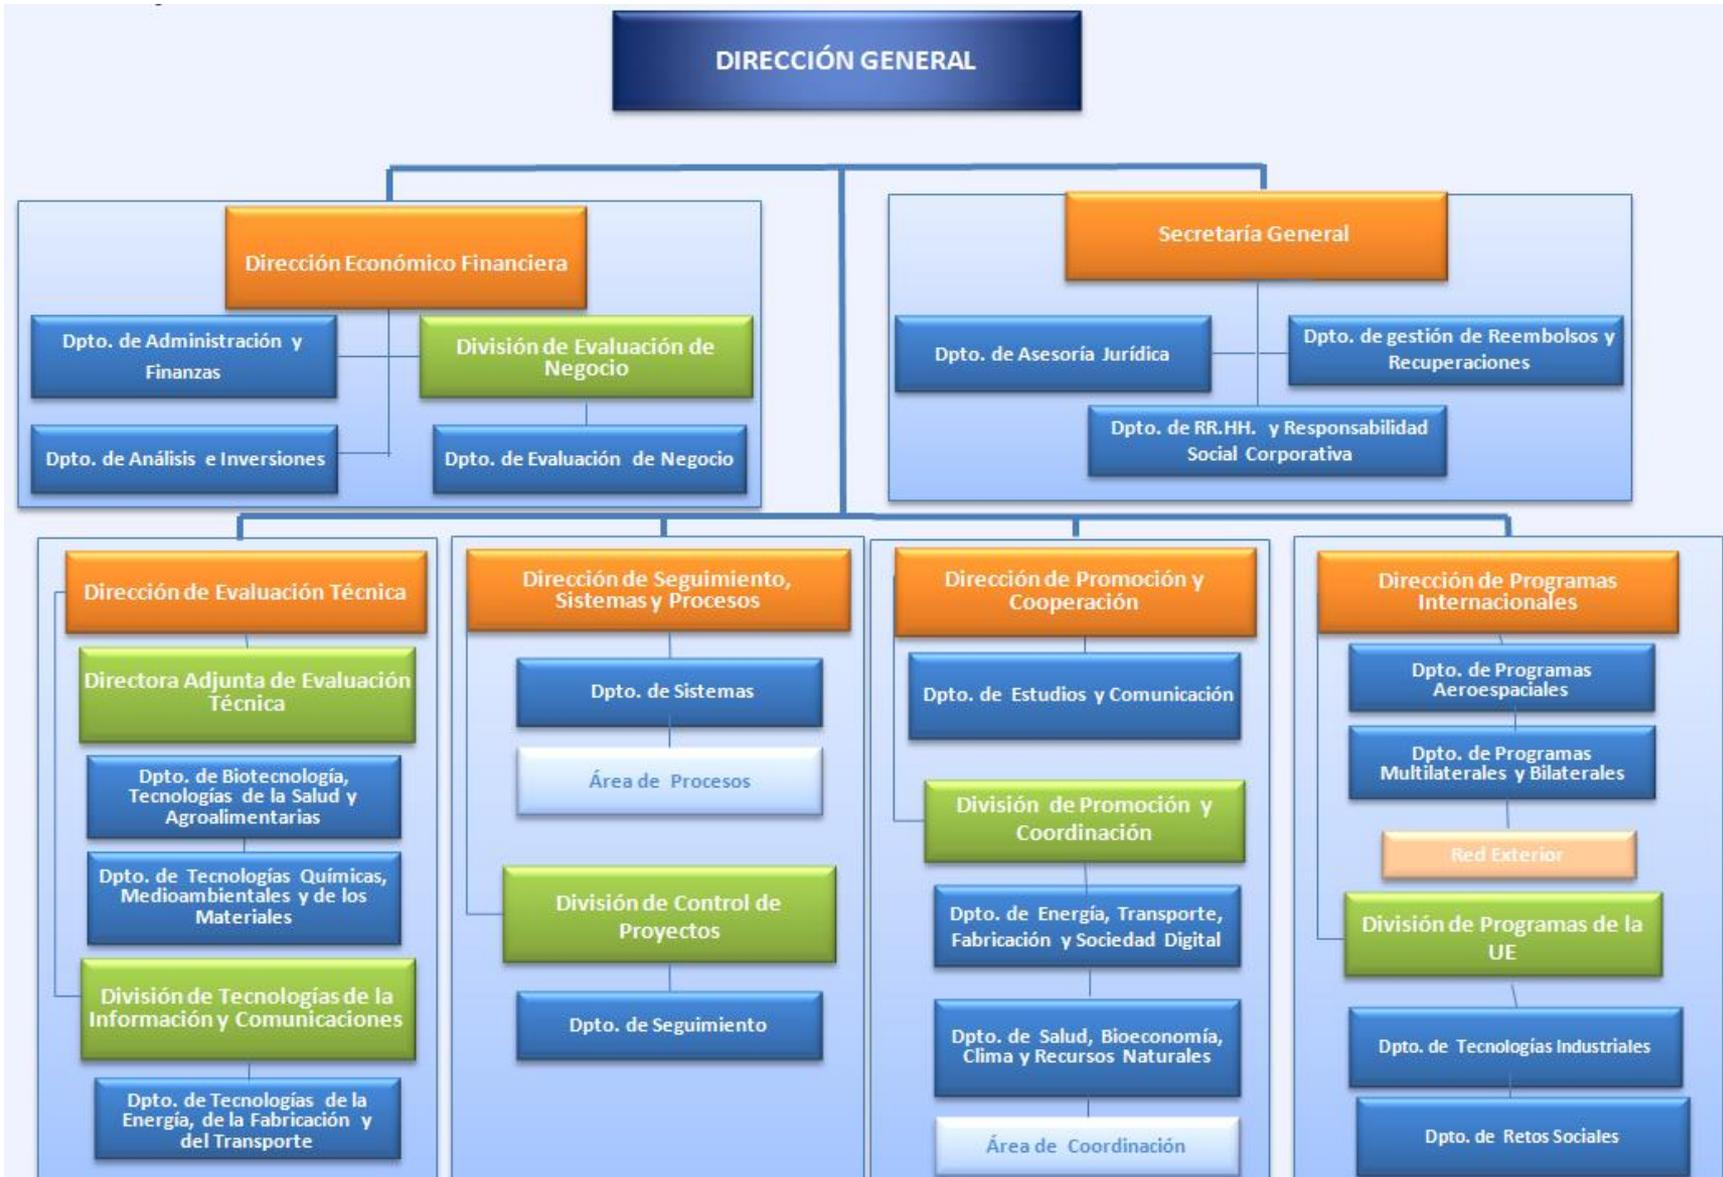 DIRECCIÓN GENERAL
Dirección Económico Financiera
Dpto. de Administración y
Finanzas
División de Evaluación de
Negocio
Dpto. de Análisis e Inversiones
Dpto. de Evaluación de Negocio
Secretaría General
Dpto. de Asesoría Jurídica
Dpto. de gestión de Reembolsos y
Recuperaciones
Dpto. de RR.HH. y Responsabilidad
Social Corporativa
Dirección de Evaluación Técnica
Directora Adjunta de Evaluación
Técnica
Dpto. de Biotecnología,
Tecnologías de la Salud y
Agroalimentarias
Dpto. de Tecnologías Químicas,
Medioambientales y de los
Materiales
División de Tecnologías de la
Información y Comunicaciones
Dpto. de Tecnologías de la
Energía, de la Fabricación y
del Transporte
Dirección de Seguimiento,
Sistemas y Procesos
Dpto. de Sistemas
Área de Procesos
División de Control de
Proyectos
Dpto. de Seguimiento
Dirección de Promoción y
Cooperación
Dpto. de Estudios y Comunicación
División de Promoción y
Coordinación
Dpto. de Energía, Transporte,
Fabricación y Sociedad Digital
Dpto. de Salud, Bioeconomía,
Clima y Recursos Naturales
Área de Coordinación
Dirección de Programas
Internacionales
Dpto. de Programas
Aeroespaciales
Dpto. de Programas
Multilaterales y Bilaterales
Red Exterior
División de Programas de la
UE
Dpto. de Tecnologías Industriales
Dpto. de Retos Sociales